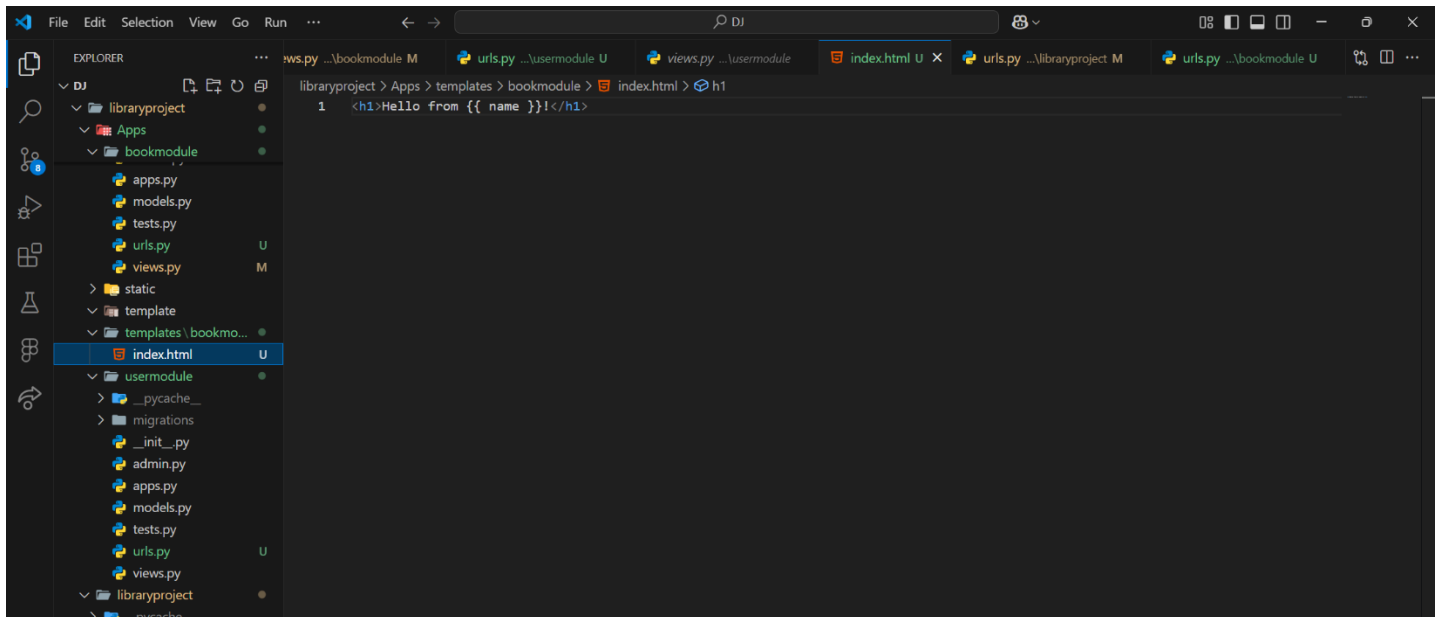 File Edit Selection View Go Run ··· ← → DJ
EXPLORER ···
DJ
libraryproject
Apps
bookmodule
apps.py
models.py
tests.py
urls.py U
views.py M
static
template
templates\bookmo...
index.html U
usermodule
__pycache__
migrations
__init__.py
admin.py
apps.py
models.py
tests.py
urls.py U
views.py
libraryproject
8
ws.py ...\bookmodule M urls.py ...\usermodule U views.py ...\usermodule index.html U urls.py ...\libraryproject M urls.py ...\bookmodule U ···
libraryproject > Apps > templates > bookmodule > index.html > h1
1 <h1>Hello from {{ name }}!</h1>